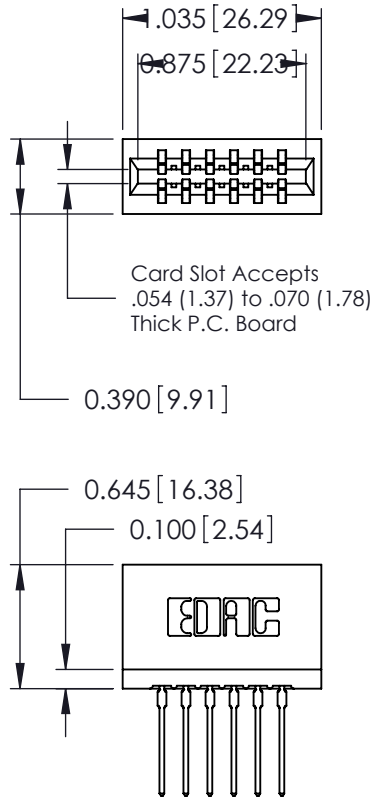 1.035 [26.29]
0.875 [22.23]
Card Slot Accepts
.054 (1.37) to .070 (1.78)
Thick P.C. Board
0.390 [9.91]
0.645 [16.38]
0.100 [2.54]
EDAC